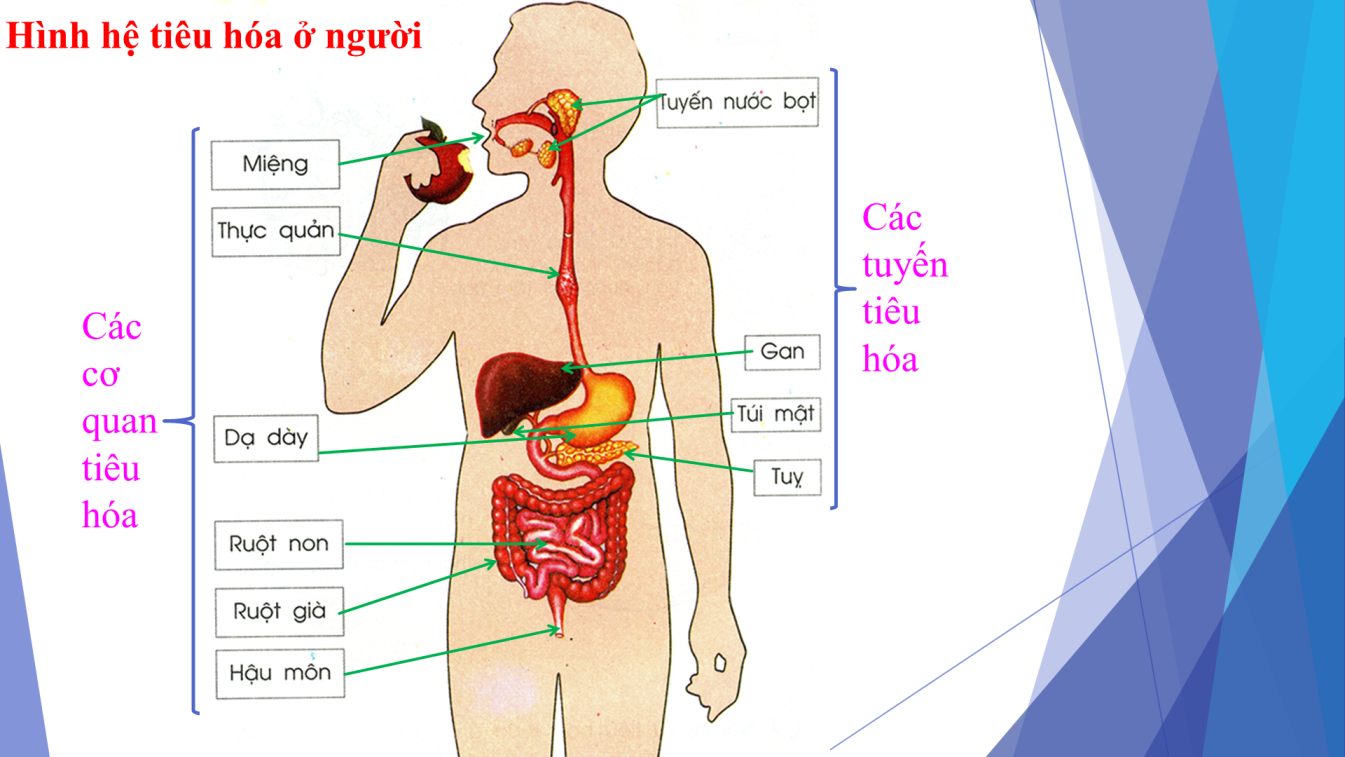 Hình hệ tiêu hóa ở người
Tuyến nước bọt
Miệng
Thực quản
Các
cơ
quan
tiêu
hóa
Các
tuyến
tiêu
hóa
Gan
Túi mật
Dạ dày
Tuỵ
Ruột non
Ruột già
Hậu môn